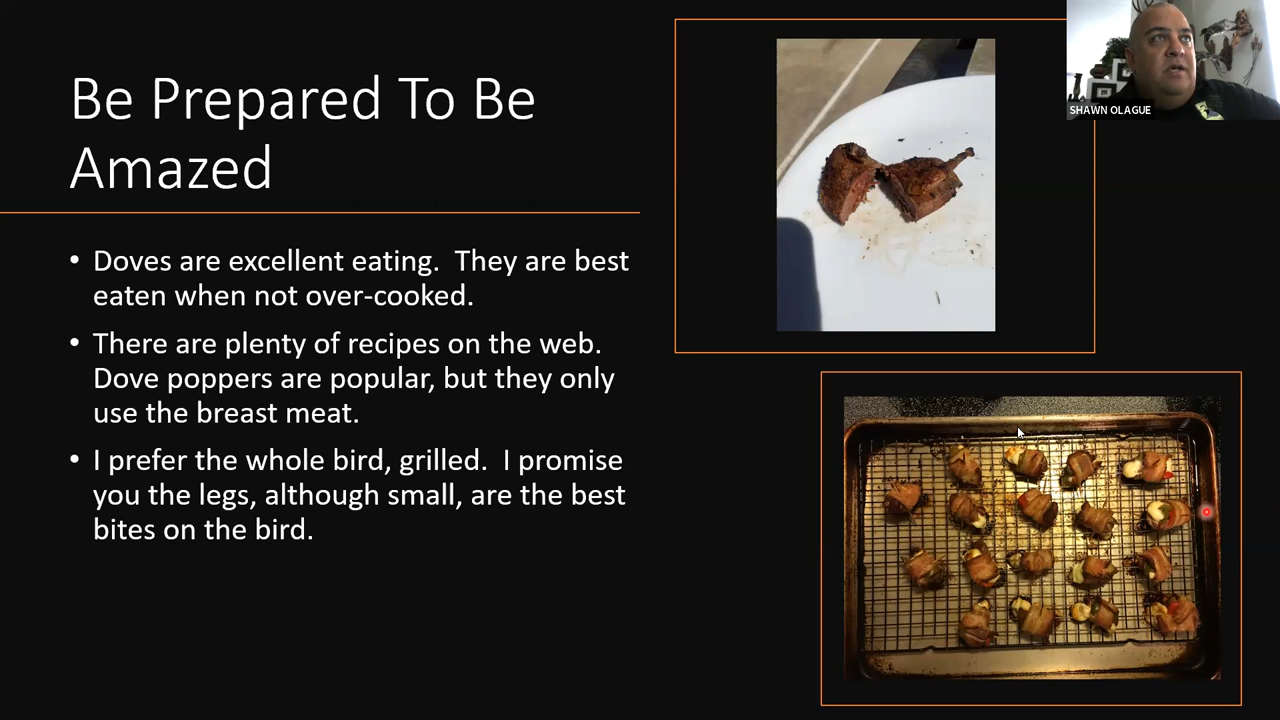 Be Prepared To Be
Amazed
SHAWN OLAGUE
• Doves are excellent eating.  They are best
eaten when not over-cooked.
• There are plenty of recipes on the web.
Dove poppers are popular, but they only
use the breast meat.
• I prefer the whole bird, grilled.  I promise
you the legs, although small, are the best
bites on the bird.